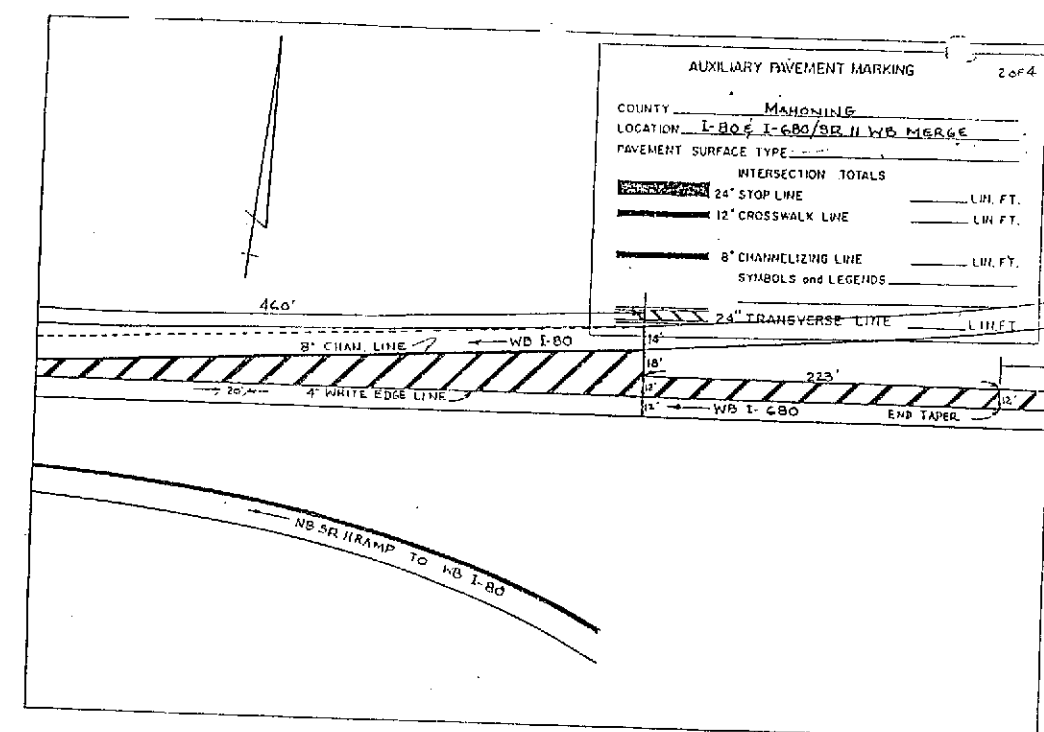 AUXILIARY PAVEMENT MARKING
2 OF 4
COUNTY MAHONING
LOCATION I-80 & I-680/SR 11 WB MERGE
PAVEMENT SURFACE TYPE
INTERSECTION TOTALS
24" STOP LINE LIN. FT.
12" CROSSWALK LINE LIN. FT.
8" CHANNELIZING LINE LIN. FT.
SYMBOLS and LEGENDS
24" TRANSVERSE LINE LIN. FT.
460'
8" CHAN. LINE
WB I-80
14'
18'
12'
12'
223'
20'
4" WHITE EDGE LINE
WB I-680
END TAPER
12'
NB SR 11 RAMP TO WB I-80